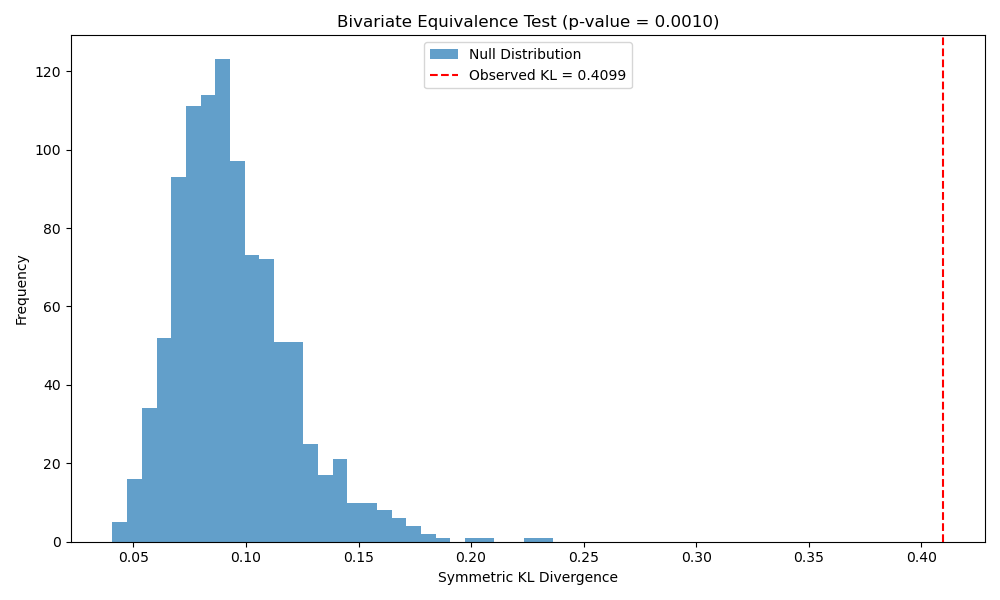 Bivariate Equivalence Test (p-value = 0.0010)
Null Distribution
Observed KL = 0.4099
Frequency
120
100
80
60
40
20
0
0.05 0.10 0.15 0.20 0.25 0.30 0.35 0.40
Symmetric KL Divergence